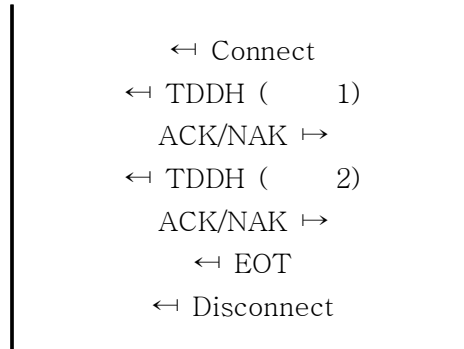 ↤ Connect
↤ TDDH ( 1)
ACK/NAK ↦
↤ TDDH ( 2)
ACK/NAK ↦
↤ EOT
↤ Disconnect